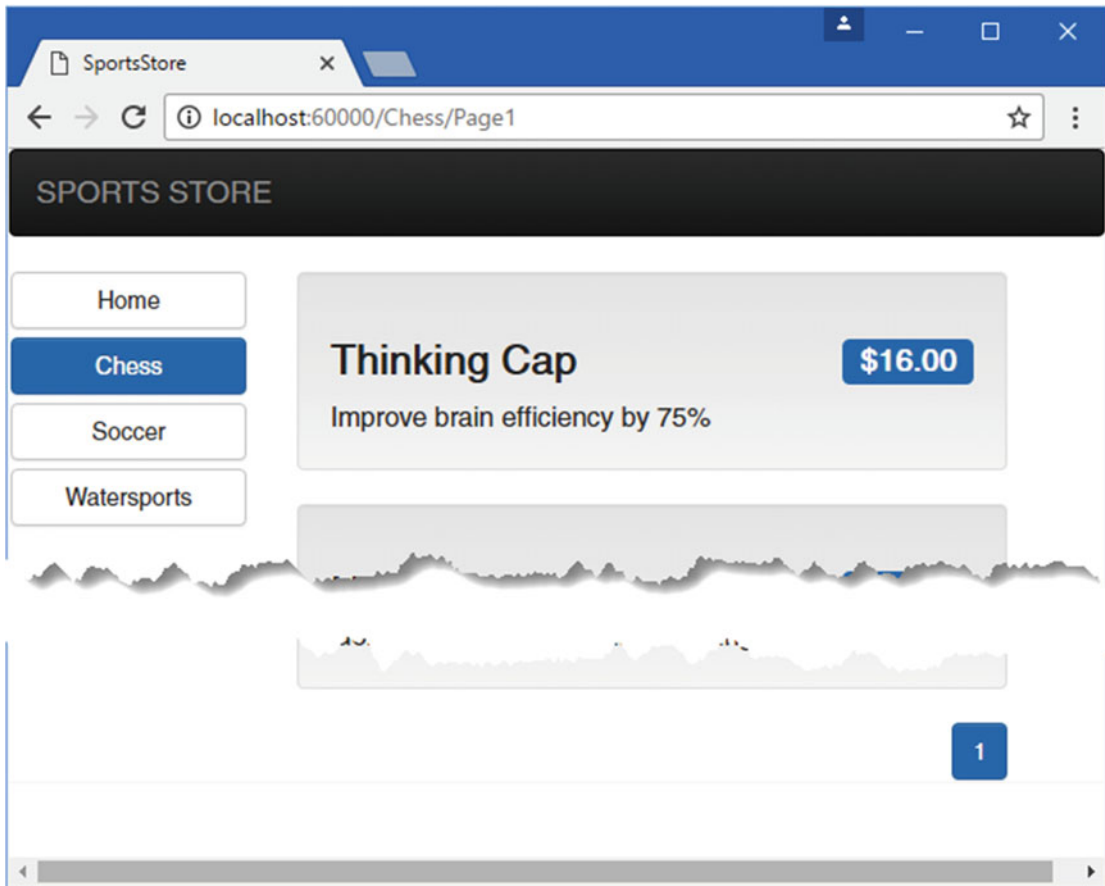 SportsStore
localhost:60000/Chess/Page1
SPORTS STORE
Home
Chess
Soccer
Watersports
Thinking Cap
$16.00
Improve brain efficiency by 75%
1